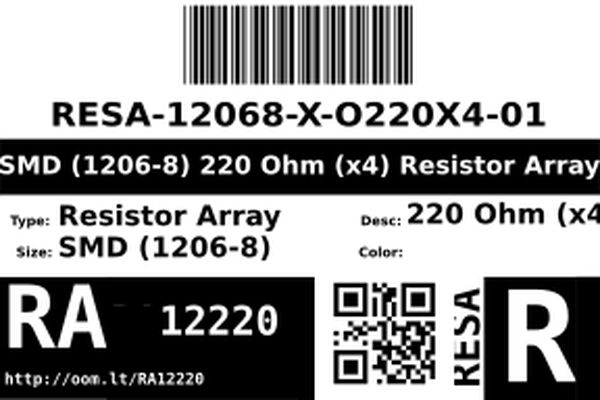 RESA-12068-X-O220X4-01
SMD (1206-8) 220 Ohm (x4) Resistor Array
Type: Resistor Array
Desc: 220 Ohm (x4
Size: SMD (1206-8)
Color:
RA 12220
http://oom.lt/RA12220
RESA
R